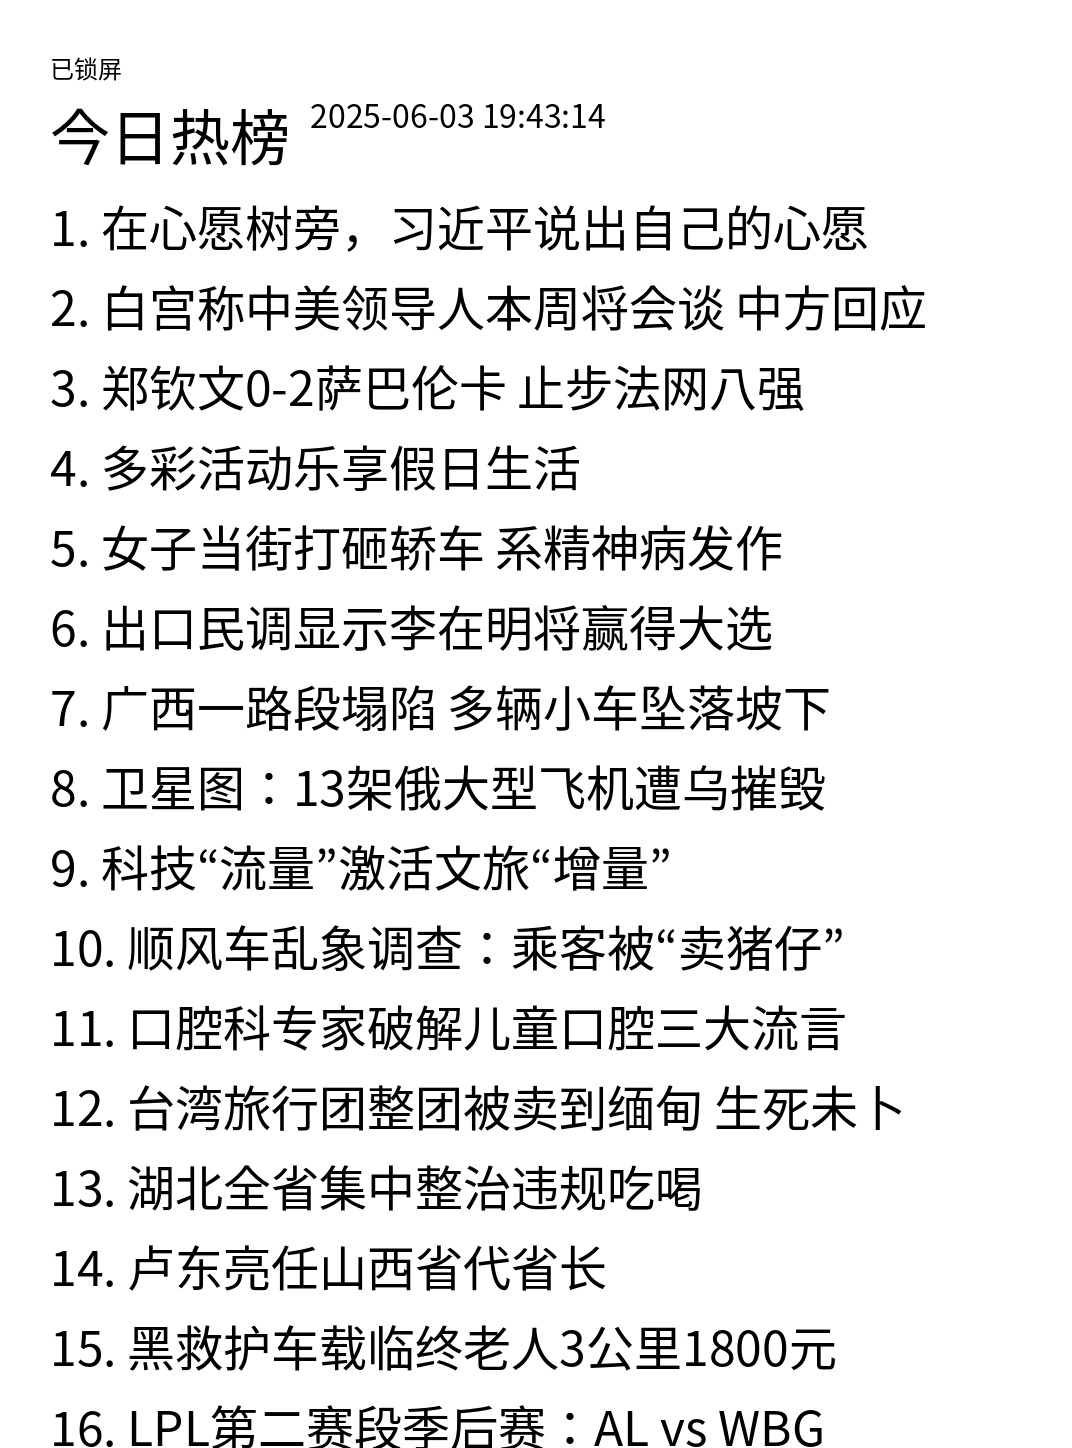 已锁屏
今日热榜 2025-06-03 19:43:14
1. 在心愿树旁，习近平说出自己的心愿
2. 白宫称中美领导人本周将会谈 中方回应
3. 郑钦文0-2萨巴伦卡 止步法网八强
4. 多彩活动乐享假日生活
5. 女子当街打砸轿车 系精神病发作
6. 出口民调显示李在明将赢得大选
7. 广西一路段塌陷 多辆小车坠落坡下
8. 卫星图：13架俄大型飞机遭乌摧毁
9. 科技“流量”激活文旅“增量”
10. 顺风车乱象调查：乘客被“卖猪仔”
11. 口腔科专家破解儿童口腔三大流言
12. 台湾旅行团整团被卖到缅甸 生死未卜
13. 湖北全省集中整治违规吃喝
14. 卢东亮任山西省代省长
15. 黑救护车载临终老人3公里1800元
16. LPL第二赛段季后赛：AL vs WBG